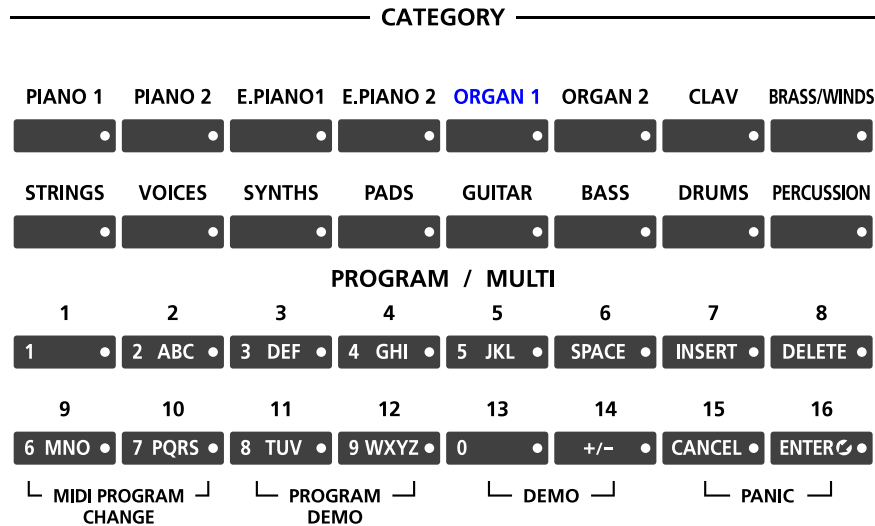 CATEGORY
PIANO 1 PIANO 2 E.PIANO1 E.PIANO 2 ORGAN 1 ORGAN 2 CLAV BRASS/WINDS
STRINGS VOICES SYNTHS PADS GUITAR BASS DRUMS PERCUSSION
PROGRAM / MULTI
1 2 3 4 5 6 7 8
1 2 ABC 3 DEF 4 GHI 5 JKL SPACE INSERT DELETE
9 10 11 12 13 14 15 16
6 MNO 7 PQRS 8 TUV 9 WXYZ 0 +/− CANCEL ENTER
MIDI PROGRAM PROGRAM DEMO PANIC
CHANGE DEMO